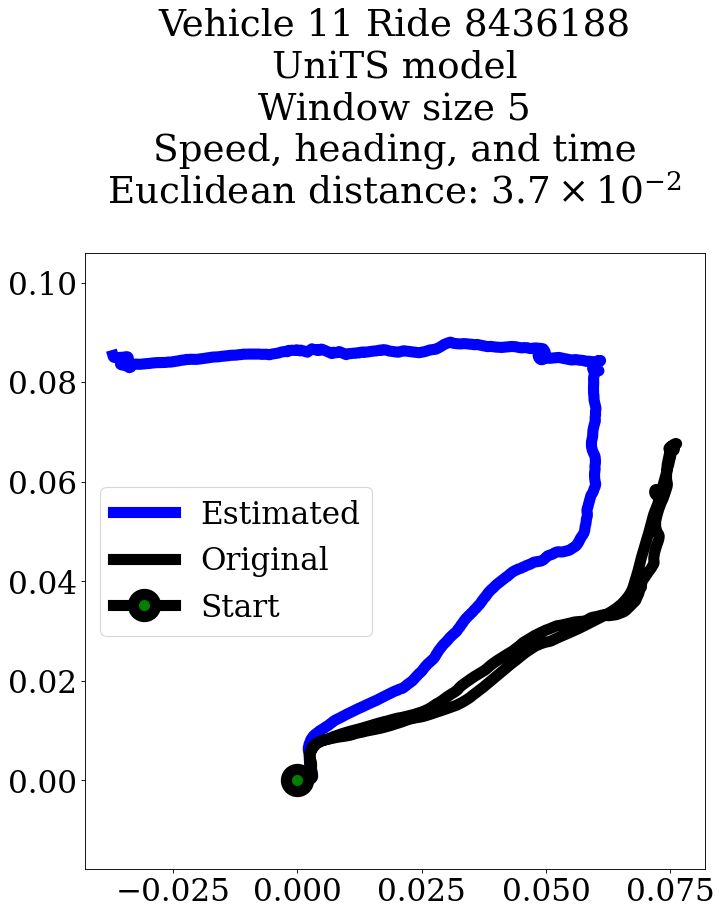 Vehicle 11 Ride 8436188
UniTS model
Window size 5
Speed, heading, and time
Euclidean distance: 3.7 × 10⁻²
0.10
0.08
0.06
0.04
0.02
0.00
Estimated
Original
Start
−0.025 0.000 0.025 0.050 0.075